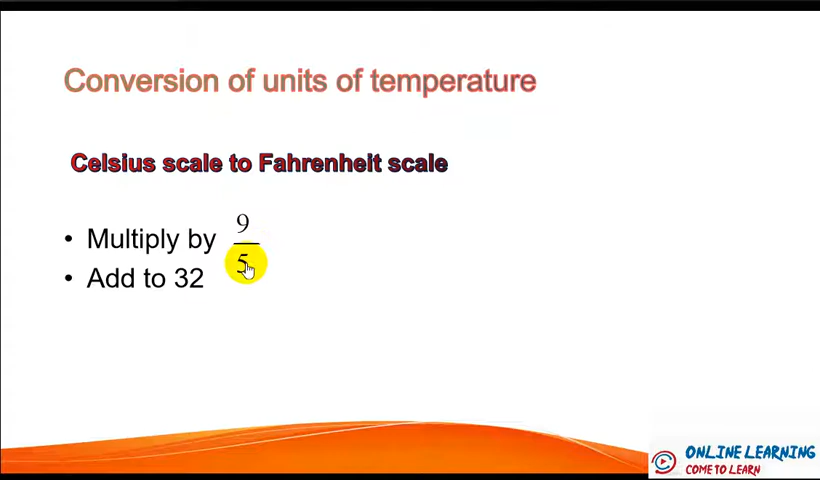 Conversion of units of temperature
Celsius scale to Fahrenheit scale
• Multiply by 9/5
• Add to 32
ONLINE LEARNING
COME TO LEARN